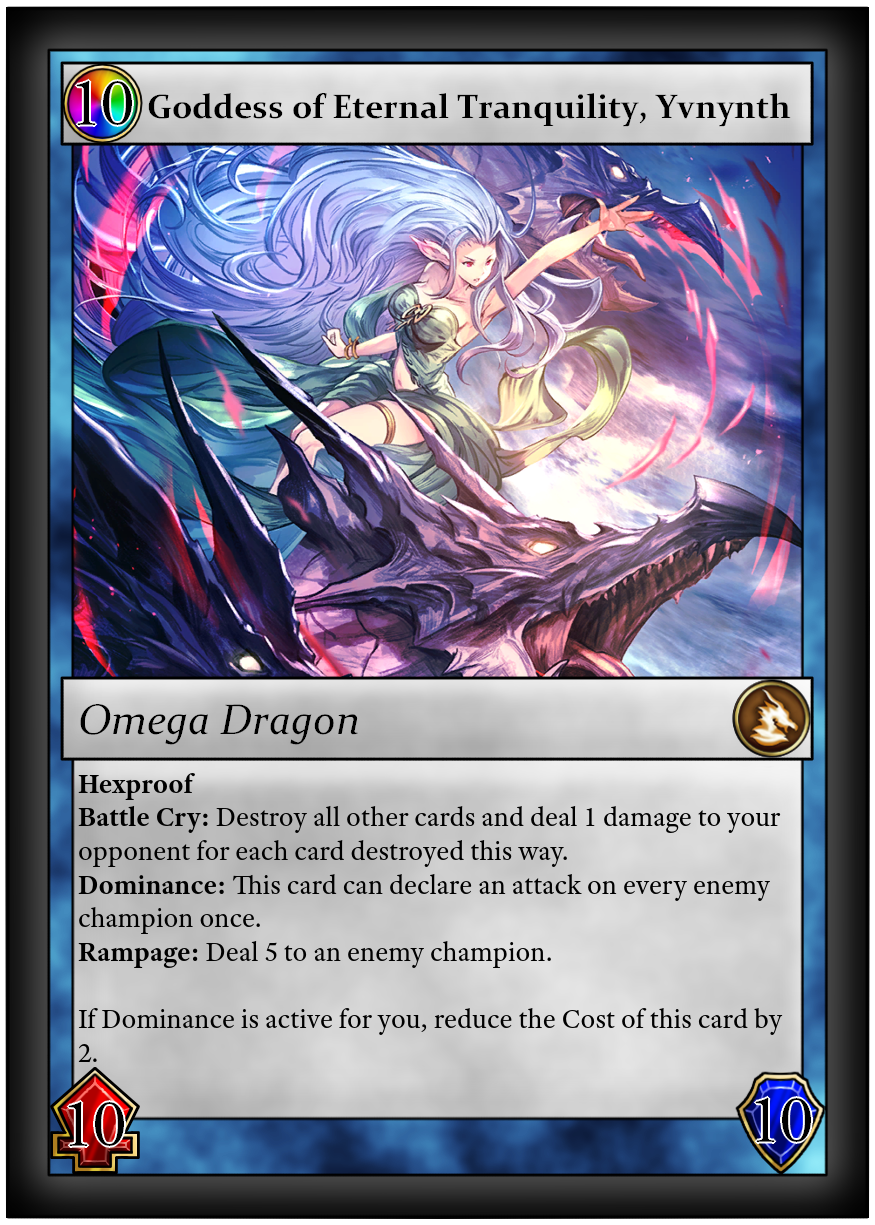 10 Goddess of Eternal Tranquility, Yvnynth
Omega Dragon
Hexproof
Battle Cry: Destroy all other cards and deal 1 damage to your
opponent for each card destroyed this way.
Dominance: This card can declare an attack on every enemy
champion once.
Rampage: Deal 5 to an enemy champion.
If Dominance is active for you, reduce the Cost of this card by
2.
10 10